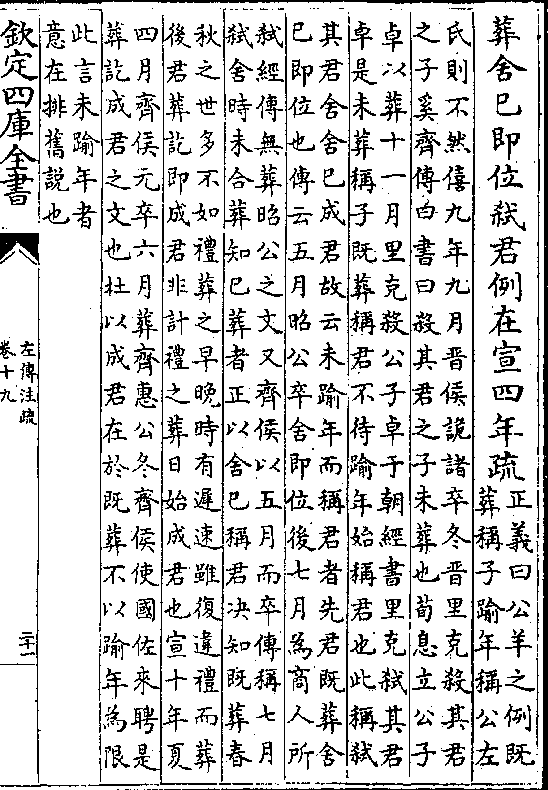 葬舍已即位弑君例在宣四年疏正義曰公羊之例既
葬稱子踰年稱公左
氏則不然僖九年九月晉侯詭諸卒冬晉里克殺其君
之子奚齊傳曰書曰殺其君之子未葬也荀息立公子
卓以葬十一月里克殺公子卓于朝經書里克弑其君
卓是未葬稱子既葬稱君不待踰年始稱君也此稱弑
其君舍舍已成君故云未踰年而稱君者先君既葬舍
已即位也傳云五月昭公卒舍即位後七月為商人所
弑經傳無葬昭公之文又齊侯以五月而卒傳稱七月
弑舍時未合葬知已葬者正以舍已稱君决知既葬春
秋之世多不如禮葬之早晚時有遲速雖復違禮而葬
後君葬訖即成君非計禮之葬日始成君也宣十年夏
四月齊侯元卒六月葬齊惠公冬齊侯使國佐來聘是
葬訖成君之文也杜以成君在於既葬不以踰年為限
此言未踰年者
意在排舊說也
欽定四庫全書
左傳注疏
卷十九
二十一